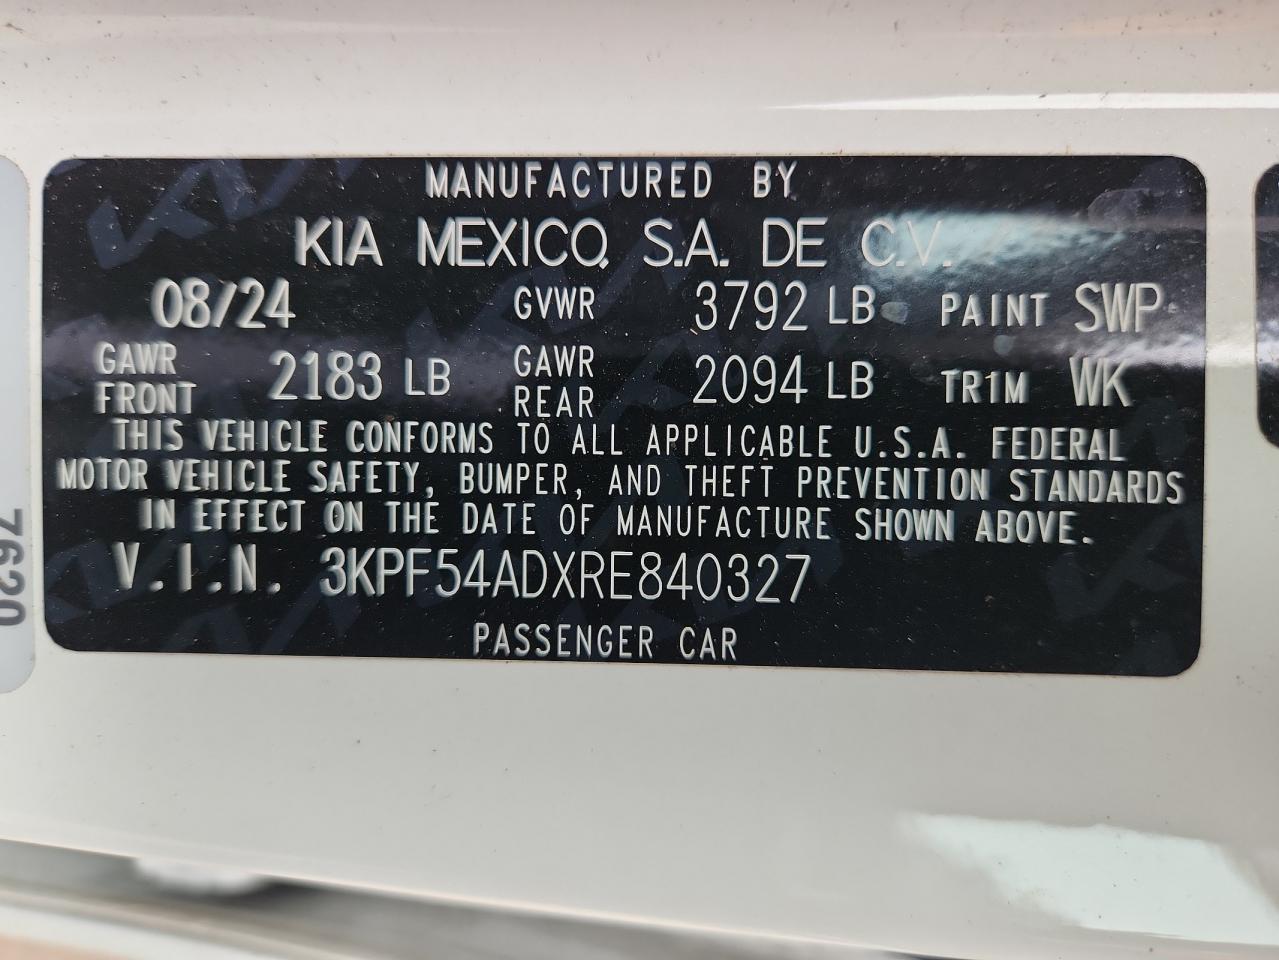 MANUFACTURED BY
KIA MEXICO, S.A. DE C.V.
08/24 GVWR 3792 LB PAINT SWP
GAWR FRONT 2183 LB GAWR REAR 2094 LB TRIM WK
THIS VEHICLE CONFORMS TO ALL APPLICABLE U.S.A. FEDERAL
MOTOR VEHICLE SAFETY, BUMPER, AND THEFT PREVENTION STANDARDS
IN EFFECT ON THE DATE OF MANUFACTURE SHOWN ABOVE.
V.I.N. 3KPF54ADXRE840327
PASSENGER CAR
7620